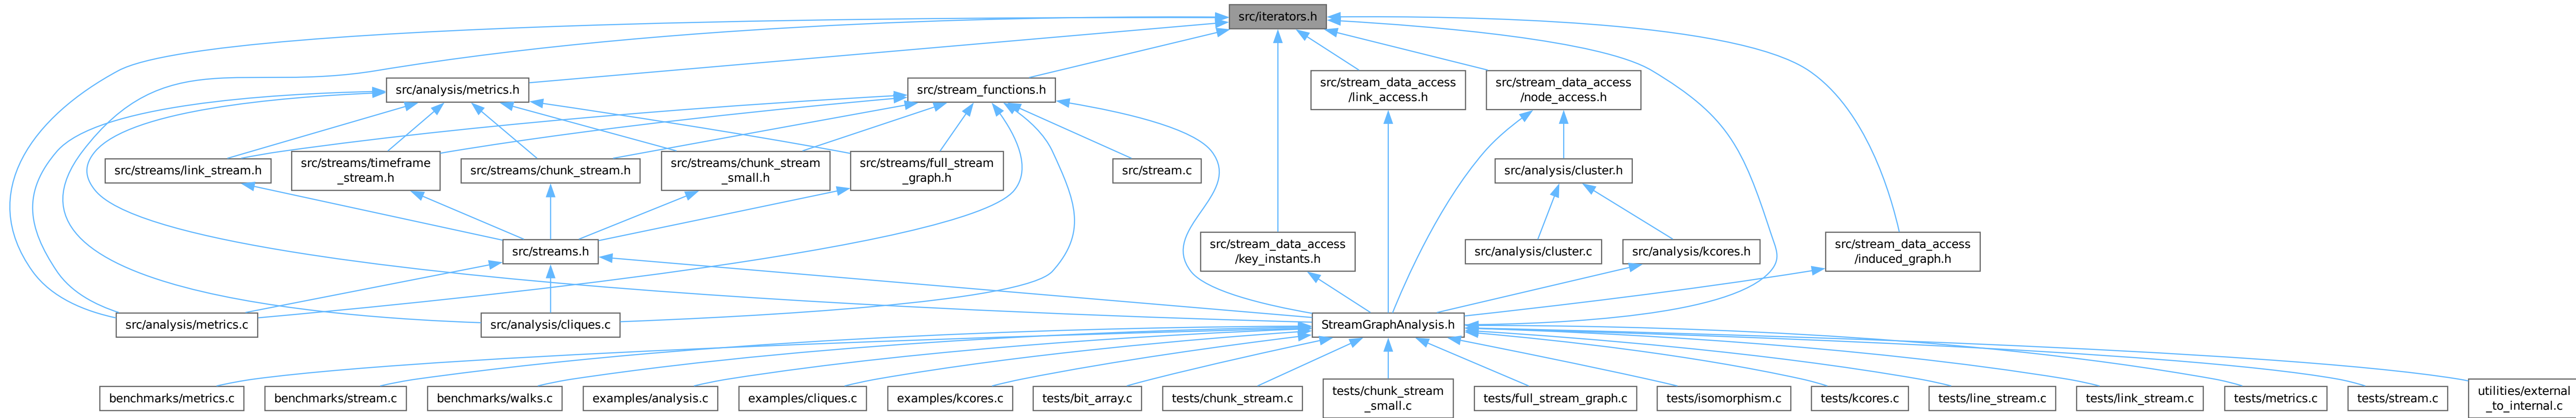 src/iterators.h
src/analysis/metrics.h
src/stream_functions.h
src/stream_data_access
/link_access.h
src/stream_data_access
/node_access.h
src/streams/link_stream.h
src/streams/timeframe
_stream.h
src/streams/chunk_stream.h
src/streams/chunk_stream
_small.h
src/streams/full_stream
_graph.h
src/stream.c
src/analysis/cluster.h
src/streams.h
src/stream_data_access
/key_instants.h
src/analysis/cluster.c
src/analysis/kcores.h
src/stream_data_access
/induced_graph.h
src/analysis/metrics.c
src/analysis/cliques.c
StreamGraphAnalysis.h
benchmarks/metrics.c
benchmarks/stream.c
benchmarks/walks.c
examples/analysis.c
examples/cliques.c
examples/kcores.c
tests/bit_array.c
tests/chunk_stream.c
tests/chunk_stream
_small.c
tests/full_stream_graph.c
tests/isomorphism.c
tests/kcores.c
tests/line_stream.c
tests/link_stream.c
tests/metrics.c
tests/stream.c
utilities/external
_to_internal.c